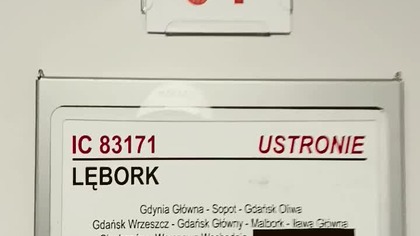 IC 83171 USTRONIE
LĘBORK
Gdynia Główna - Sopot - Gdańsk Oliwa
Gdańsk Wrzeszcz - Gdańsk Główny - Malbork - Iława Główna